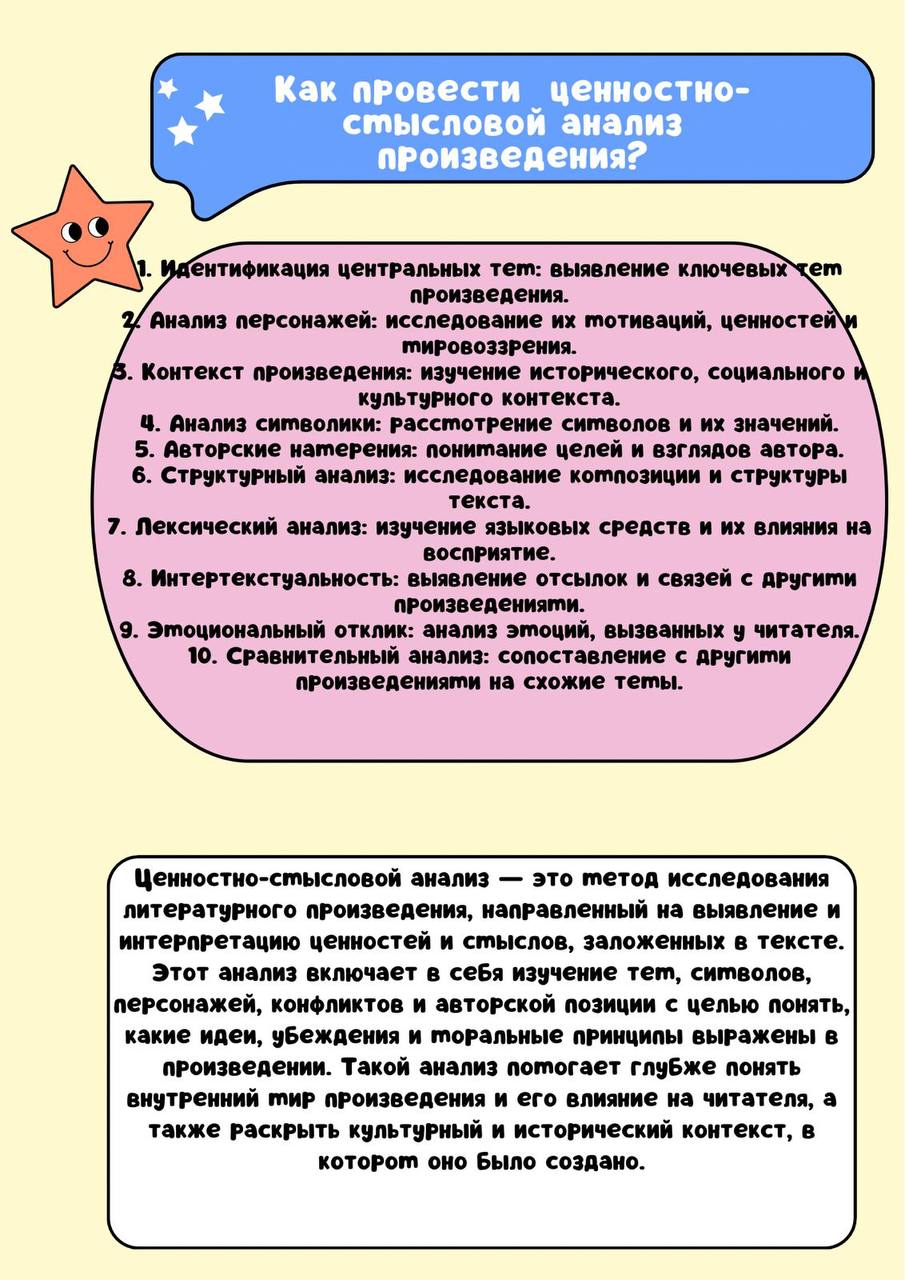 Как провести ценностно-
смысловой анализ
произведения?
1. Идентификация центральных тем: выявление ключевых тем
произведения.
2. Анализ персонажей: исследование их мотиваций, ценностей и
мировоззрения.
3. Контекст произведения: изучение исторического, социального и
культурного контекста.
4. Анализ символики: рассмотрение символов и их значений.
5. Авторские намерения: понимание целей и взглядов автора.
6. Структурный анализ: исследование композиции и структуры
текста.
7. Лексический анализ: изучение языковых средств и их влияния на
восприятие.
8. Интертекстуальность: выявление отсылок и связей с другими
произведениями.
9. Эмоциональный отклик: анализ эмоций, вызванных у читателя.
10. Сравнительный анализ: сопоставление с другими
произведениями на схожие темы.
Ценностно-смысловой анализ — это метод исследования
литературного произведения, направленный на выявление и
интерпретацию ценностей и смыслов, заложенных в тексте.
Этот анализ включает в себя изучение тем, символов,
персонажей, конфликтов и авторской позиции с целью понять,
какие идеи, убеждения и моральные принципы выражены в
произведении. Такой анализ помогает глубже понять
внутренний мир произведения и его влияние на читателя, а
также раскрыть культурный и исторический контекст, в
котором оно было создано.